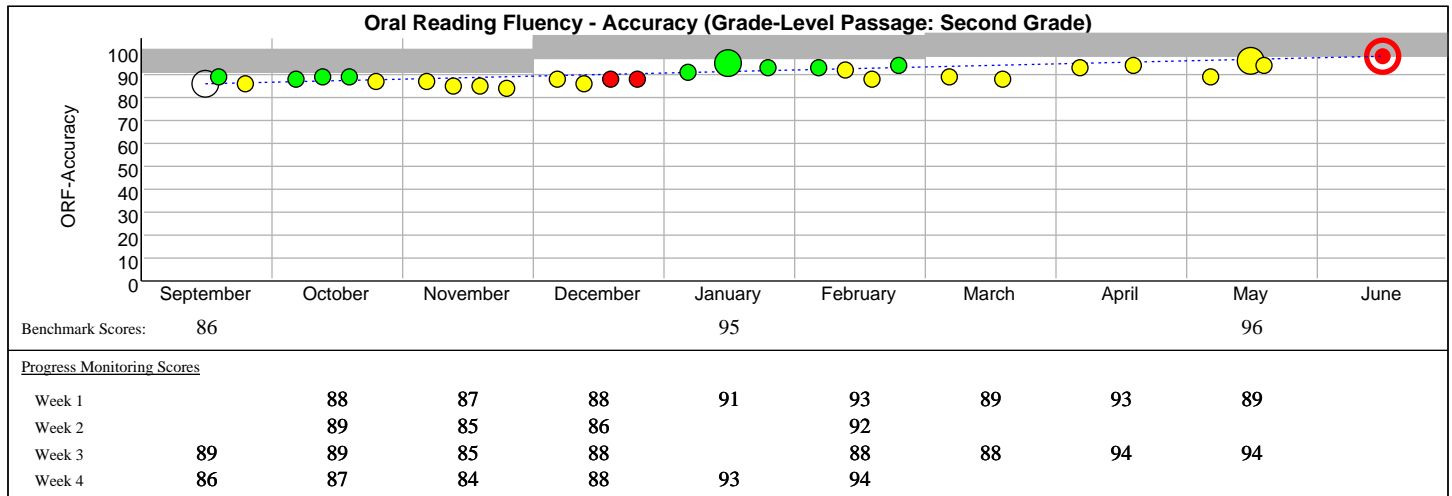 Oral Reading Fluency - Accuracy (Grade-Level Passage: Second Grade)
ORF-Accuracy
100
90
80
70
60
50
40
30
20
10
0
September October November December January February March April May June
Benchmark Scores: 86 95 96
Progress Monitoring Scores
Week 1 88 87 88 91 93 89 93 89
Week 2 89 85 86 92
Week 3 89 89 85 88 88 88 94 94
Week 4 86 87 84 88 93 94